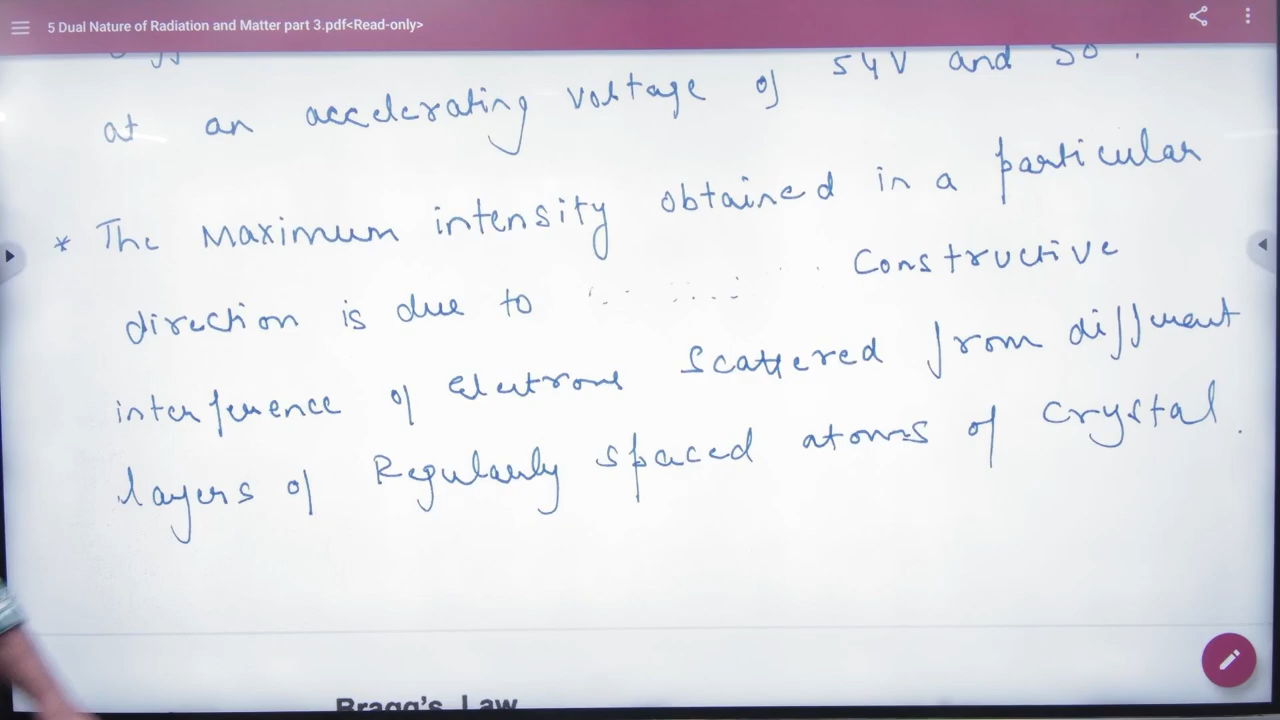 5 Dual Nature of Radiation and Matter part 3.pdf<Read-only>
at an accelerating voltage of 54V and 50°.
* The Maximum intensity obtained in a particular
direction is due to Constructive
interference of Electrons Scattered from different
layers of Regularly spaced atoms of crystal.
Bragg's Law